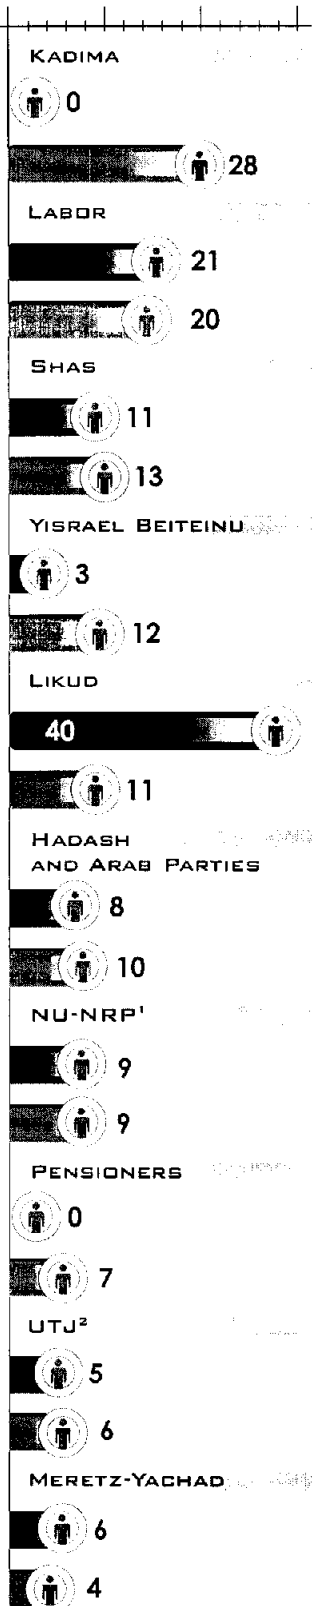 KADIMA
0
28
LABOR
21
20
SHAS
11
13
YISRAEL BEITEINU
3
12
LIKUD
40
11
HADASH
AND ARAB PARTIES
8
10
NU-NRP¹
9
9
PENSIONERS
0
7
UTJ²
5
6
MERETZ-YACHAD
6
4